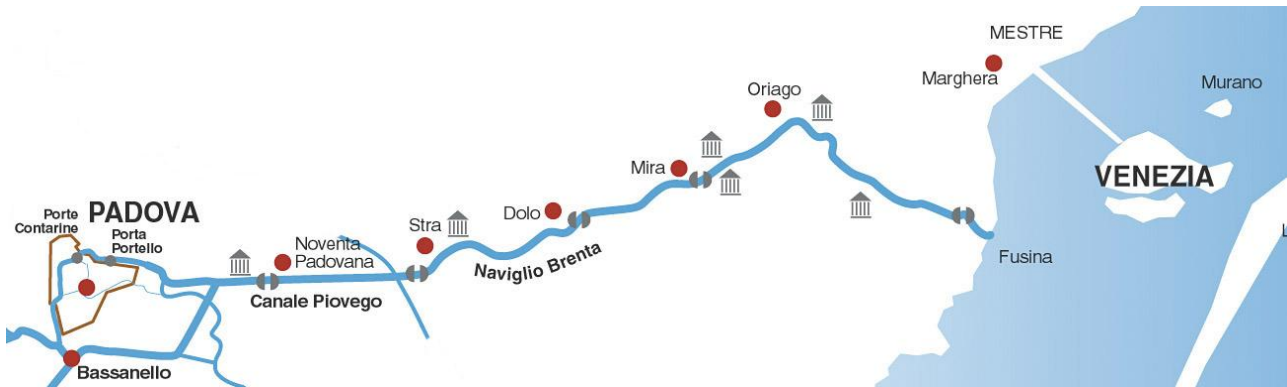 MESTRE
Marghera
Murano
Oriago
VENEZIA
Mira
PADOVA
Porte
Contarine
Porta
Portello
Stra
Dolo
Noventa
Padovana
Naviglio Brenta
Fusina
Canale Piovego
Bassanello
L